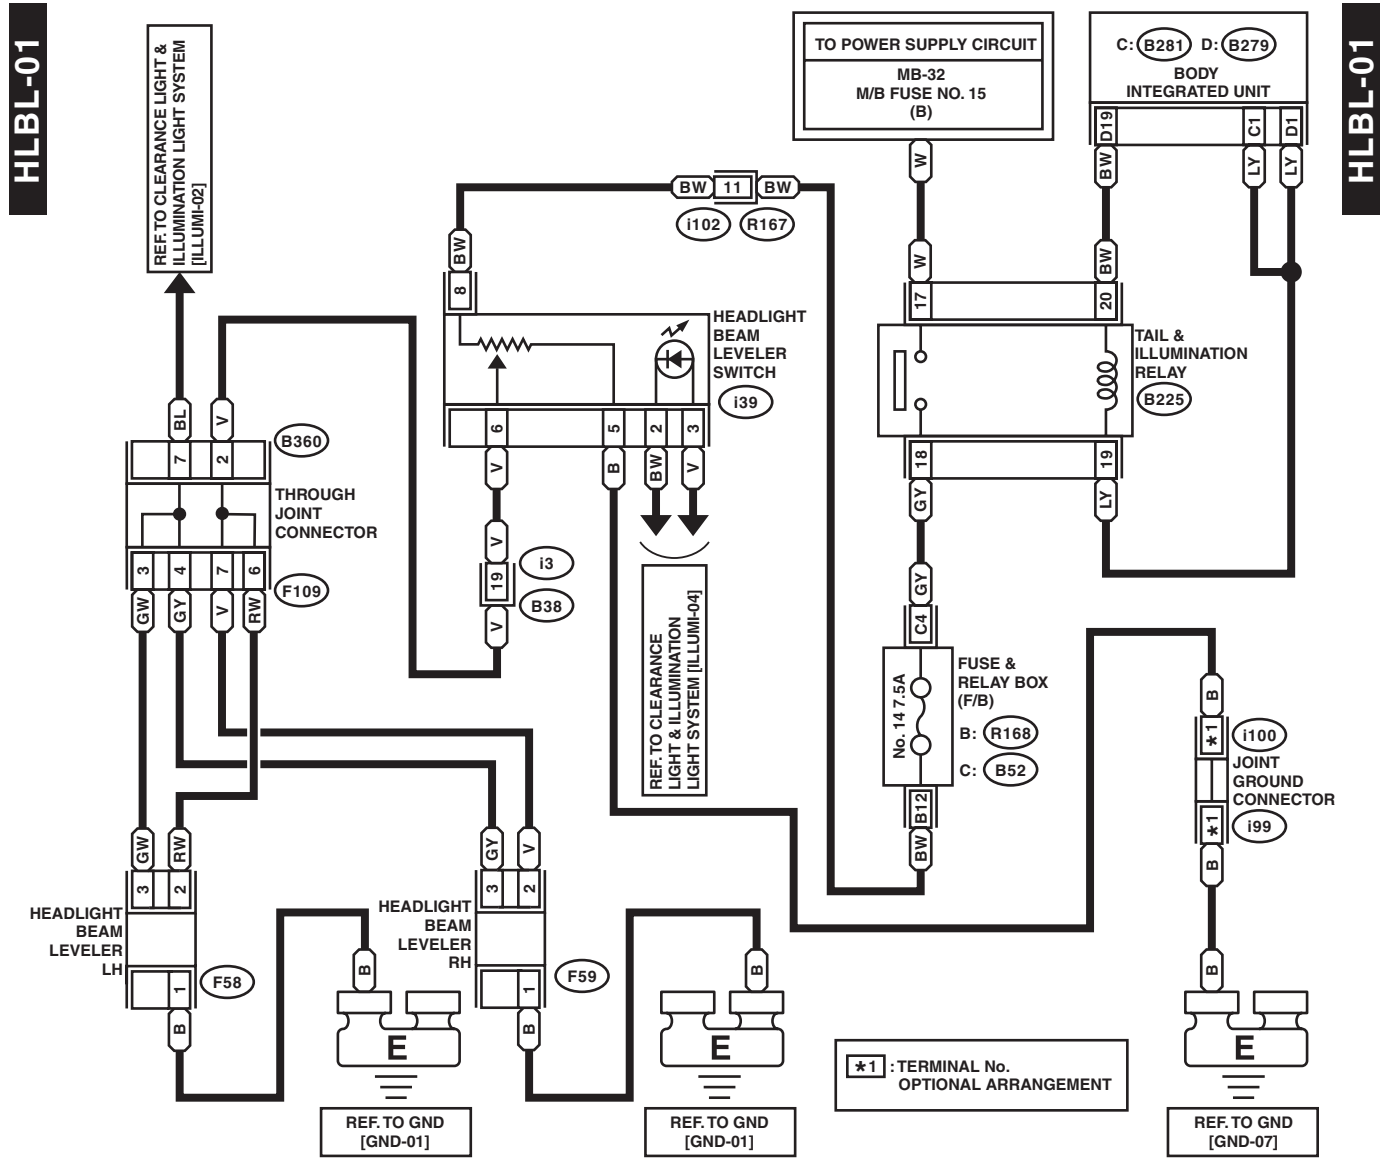 HLBL-01
HLBL-01
REF. TO CLEARANCE LIGHT &
ILLUMINATION LIGHT SYSTEM
[ILLUMI-02]
TO POWER SUPPLY CIRCUIT
MB-32
M/B FUSE NO. 15
(B)
C: B281 D: B279
BODY
INTEGRATED UNIT
D19 C1 D1
W BW LY LY
BW 11 BW
i102 R167
BW
W BW
8
17 20
HEADLIGHT
BEAM
LEVELER
SWITCH
i39
TAIL &
ILLUMINATION
RELAY
B225
BL V
7 2
B360
6 5 2 3
V B BW V
18 19
GY LY
THROUGH
JOINT
CONNECTOR
3 4 7 6
F109
GW GY V RW
V
19
i3
B38
V
REF. TO CLEARANCE
LIGHT & ILLUMINATION
LIGHT SYSTEM [ILLUMI-04]
GY
C4
No. 14 7.5A
FUSE &
RELAY BOX
(F/B)
B: R168
C: B52
B12
BW
B
*1
i100
JOINT
GROUND
CONNECTOR
*1
i99
B
B
GW RW
3 2
HEADLIGHT
BEAM
LEVELER
LH
1
F58
B
GY V
3 2
HEADLIGHT
BEAM
LEVELER
RH
1
F59
B
B
E
REF. TO GND
[GND-01]
B
E
REF. TO GND
[GND-01]
*1 : TERMINAL No.
OPTIONAL ARRANGEMENT
E
REF. TO GND
[GND-07]